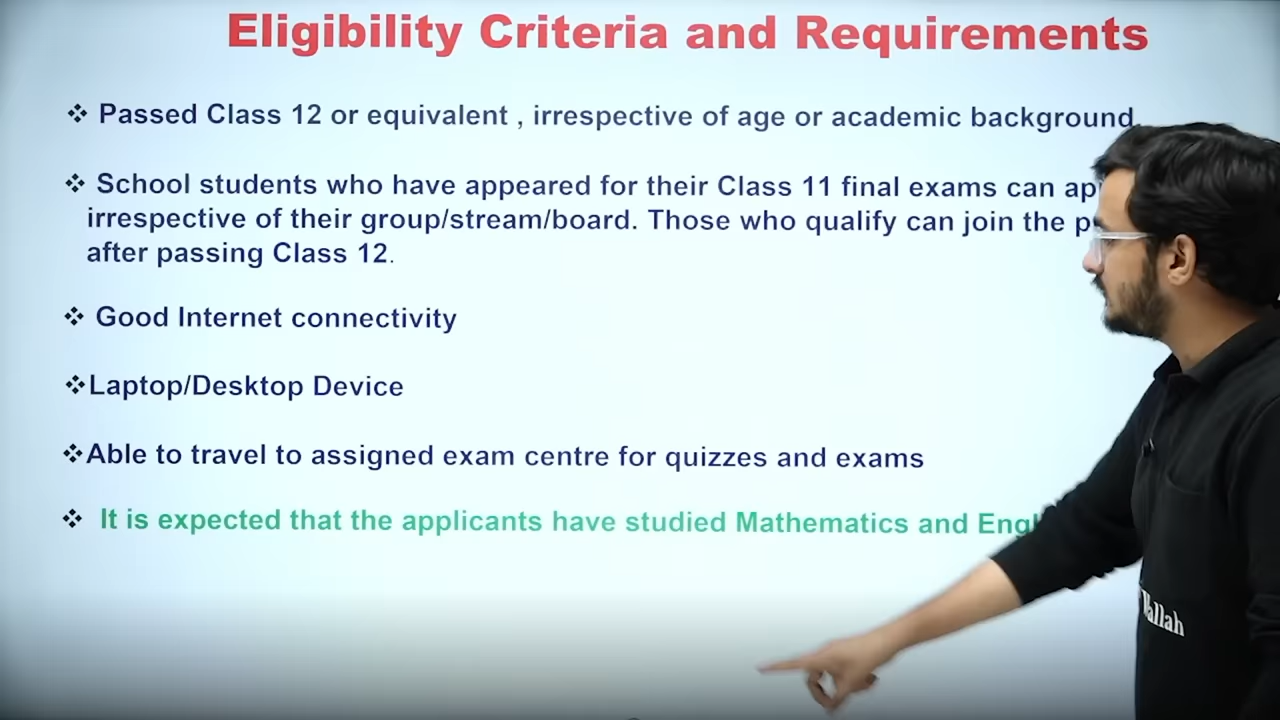 Eligibility Criteria and Requirements
❖ Passed Class 12 or equivalent , irrespective of age or academic background.
❖ School students who have appeared for their Class 11 final exams can
irrespective of their group/stream/board. Those who qualify can join the
after passing Class 12.
❖ Good Internet connectivity
❖Laptop/Desktop Device
❖Able to travel to assigned exam centre for quizzes and exams
❖ It is expected that the applicants have studied Mathematics and
Wallah